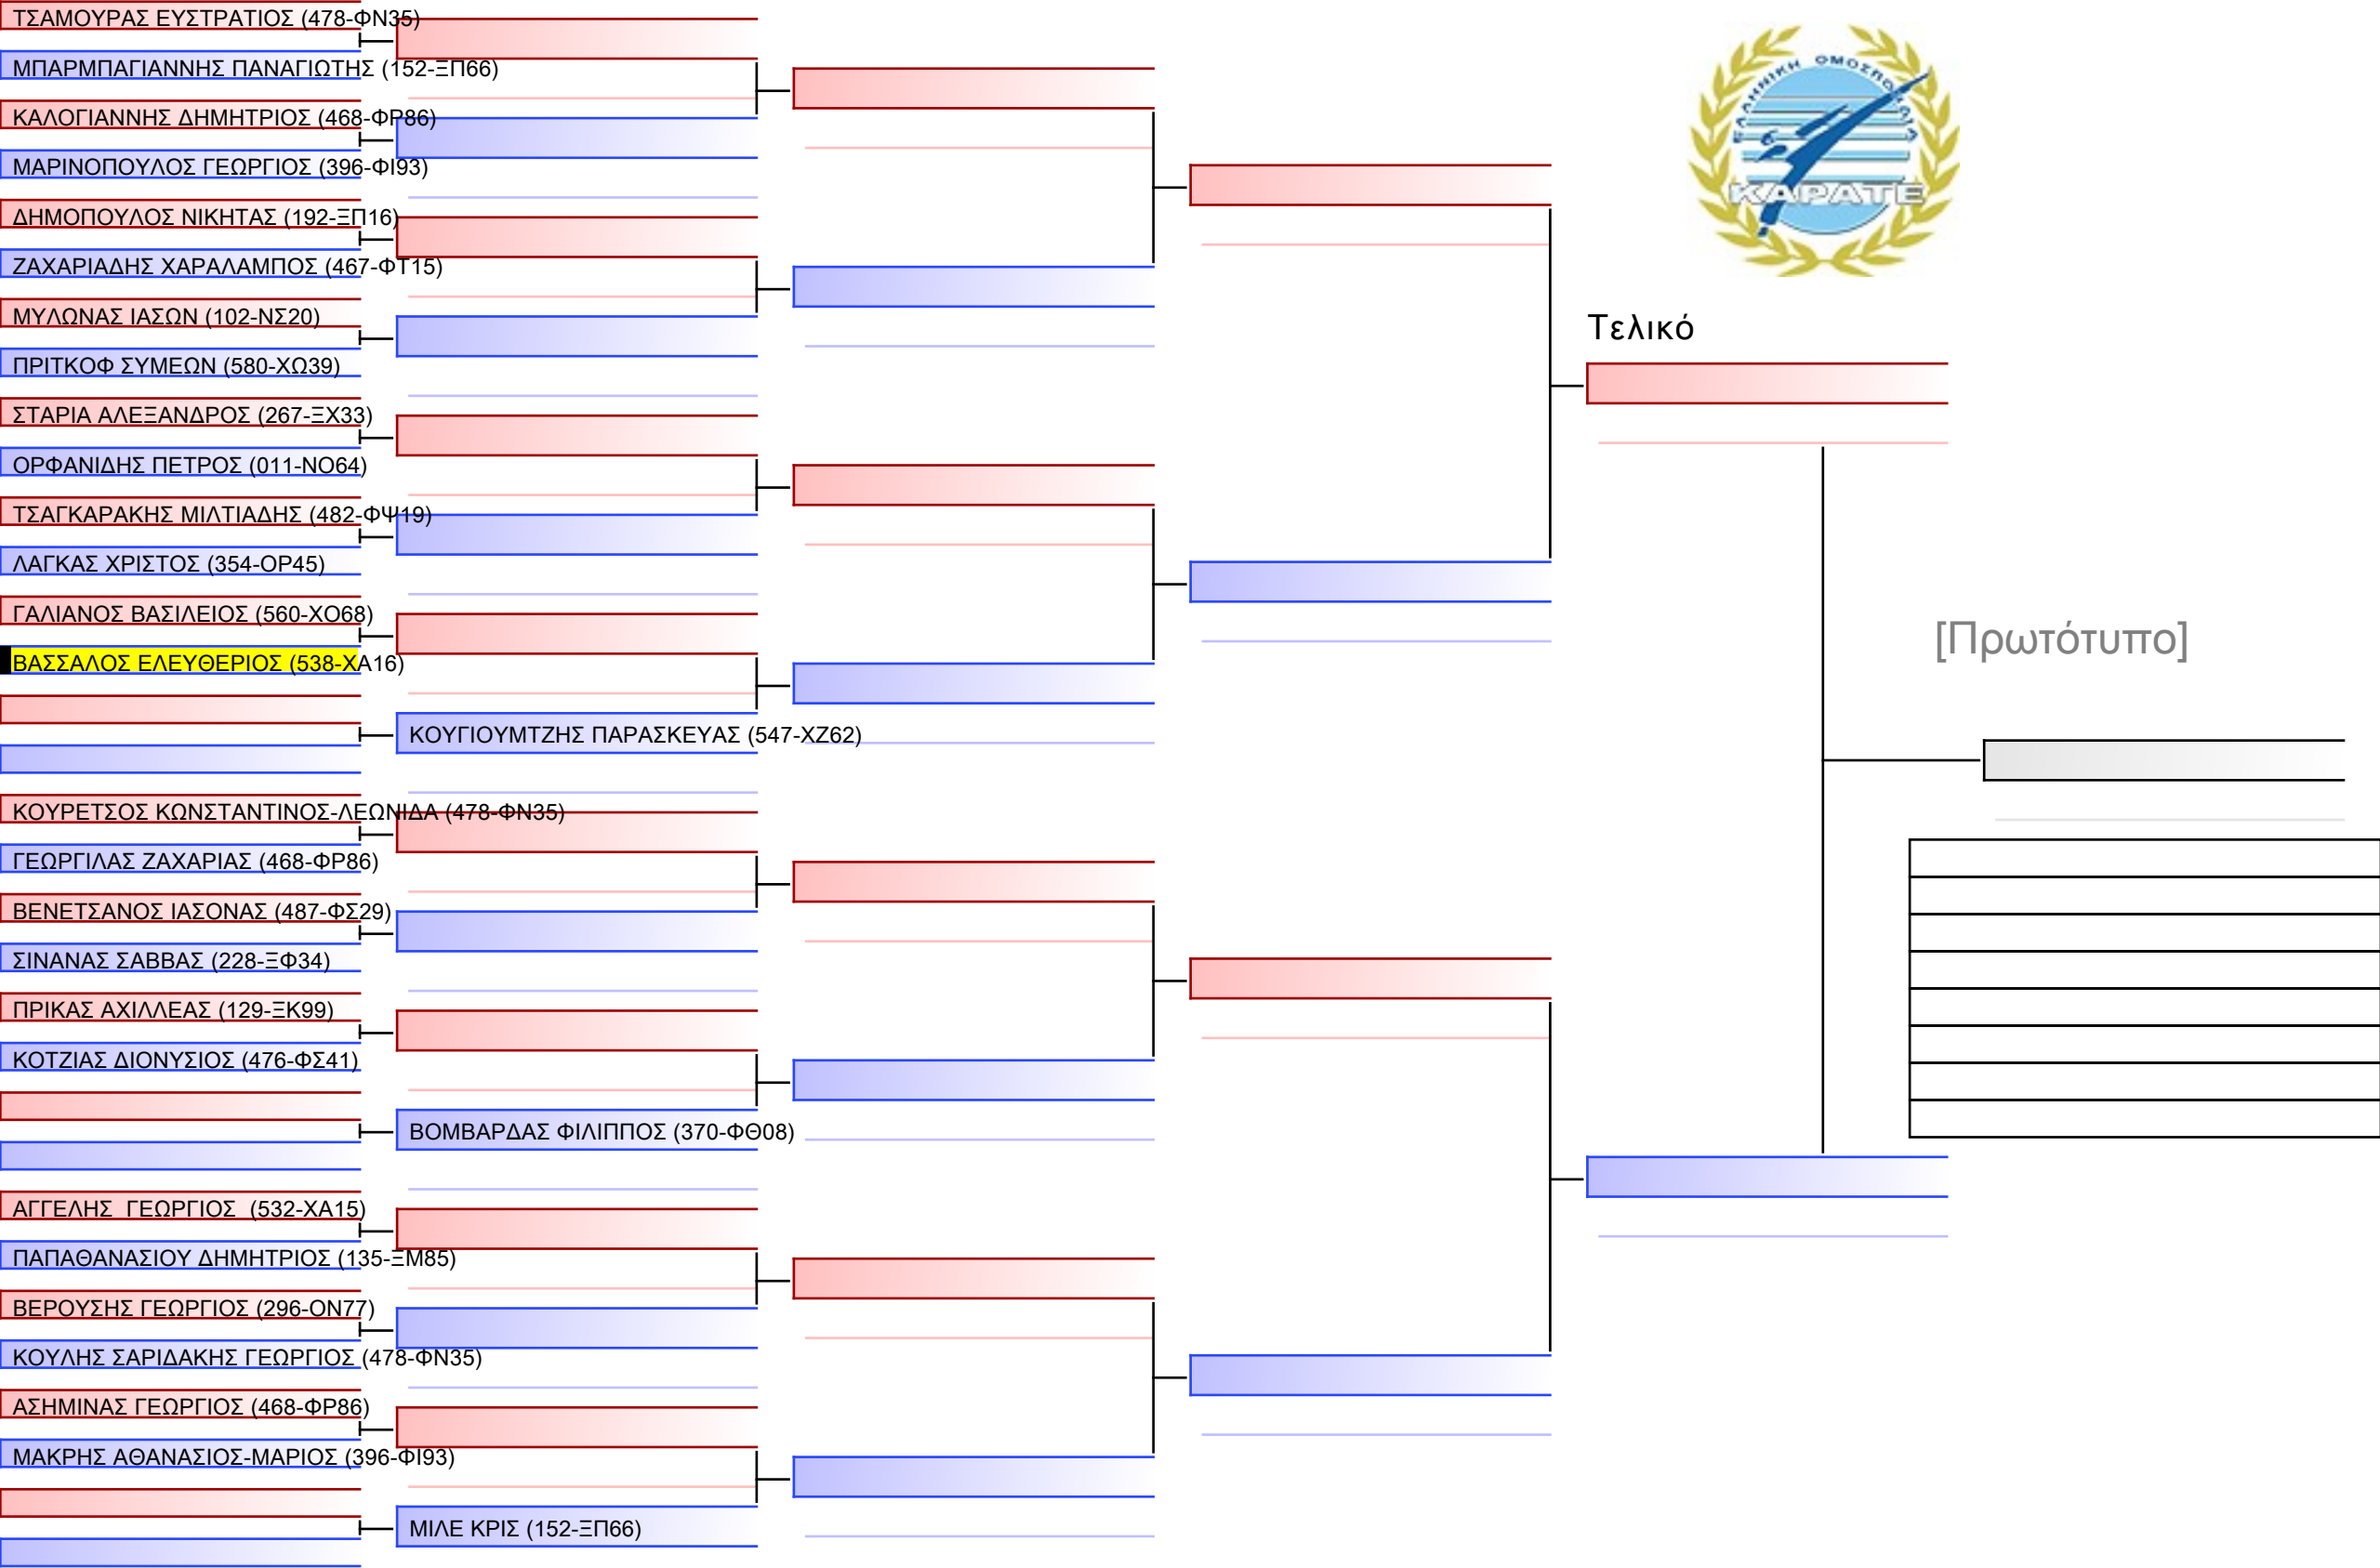 ΤΣΑΜΟΥΡΑΣ ΕΥΣΤΡΑΤΙΟΣ (478-ΦΝ35)
ΜΠΑΡΜΠΑΓΙΑΝΝΗΣ ΠΑΝΑΓΙΩΤΗΣ (152-ΞΠ66)
ΚΑΛΟΓΙΑΝΝΗΣ ΔΗΜΗΤΡΙΟΣ (468-ΦΡ86)
ΜΑΡΙΝΟΠΟΥΛΟΣ ΓΕΩΡΓΙΟΣ (396-ΦΙ93)
ΔΗΜΟΠΟΥΛΟΣ ΝΙΚΗΤΑΣ (192-ΞΠ16)
ΖΑΧΑΡΙΑΔΗΣ ΧΑΡΑΛΑΜΠΟΣ (467-ΦΤ15)
ΜΥΛΩΝΑΣ ΙΑΣΩΝ (102-ΝΣ20)
ΠΡΙΤΚΟΦ ΣΥΜΕΩΝ (580-ΧΩ39)
ΣΤΑΡΙΑ ΑΛΕΞΑΝΔΡΟΣ (267-ΞΧ33)
ΟΡΦΑΝΙΔΗΣ ΠΕΤΡΟΣ (011-ΝΟ64)
ΤΣΑΓΚΑΡΑΚΗΣ ΜΙΛΤΙΑΔΗΣ (482-ΦΨ19)
ΛΑΓΚΑΣ ΧΡΙΣΤΟΣ (354-ΟΡ45)
ΓΑΛΙΑΝΟΣ ΒΑΣΙΛΕΙΟΣ (560-ΧΟ68)
ΒΑΣΣΑΛΟΣ ΕΛΕΥΘΕΡΙΟΣ (538-ΧΑ16)
ΚΟΥΓΙΟΥΜΤΖΗΣ ΠΑΡΑΣΚΕΥΑΣ (547-ΧΖ62)
ΚΟΥΡΕΤΣΟΣ ΚΩΝΣΤΑΝΤΙΝΟΣ-ΛΕΩΝΙΔΑ (478-ΦΝ35)
ΓΕΩΡΓΙΛΑΣ ΖΑΧΑΡΙΑΣ (468-ΦΡ86)
ΒΕΝΕΤΣΑΝΟΣ ΙΑΣΟΝΑΣ (487-ΦΣ29)
ΣΙΝΑΝΑΣ ΣΑΒΒΑΣ (228-ΞΦ34)
ΠΡΙΚΑΣ ΑΧΙΛΛΕΑΣ (129-ΞΚ99)
ΚΟΤΖΙΑΣ ΔΙΟΝΥΣΙΟΣ (476-ΦΣ41)
ΒΟΜΒΑΡΔΑΣ ΦΙΛΙΠΠΟΣ (370-ΦΘ08)
ΑΓΓΕΛΗΣ  ΓΕΩΡΓΙΟΣ  (532-ΧΑ15)
ΠΑΠΑΘΑΝΑΣΙΟΥ ΔΗΜΗΤΡΙΟΣ (135-ΞΜ85)
ΒΕΡΟΥΣΗΣ ΓΕΩΡΓΙΟΣ (296-ΟΝ77)
ΚΟΥΛΗΣ ΣΑΡΙΔΑΚΗΣ ΓΕΩΡΓΙΟΣ (478-ΦΝ35)
ΑΣΗΜΙΝΑΣ ΓΕΩΡΓΙΟΣ (468-ΦΡ86)
ΜΑΚΡΗΣ ΑΘΑΝΑΣΙΟΣ-ΜΑΡΙΟΣ (396-ΦΙ93)
ΜΙΛΕ ΚΡΙΣ (152-ΞΠ66)
ΕΛΛΗΝΙΚΗ ΟΜΟΣΠΟΝΔΙΑ
ΚΑΡΑΤΕ
Τελικό
[Πρωτότυπο]